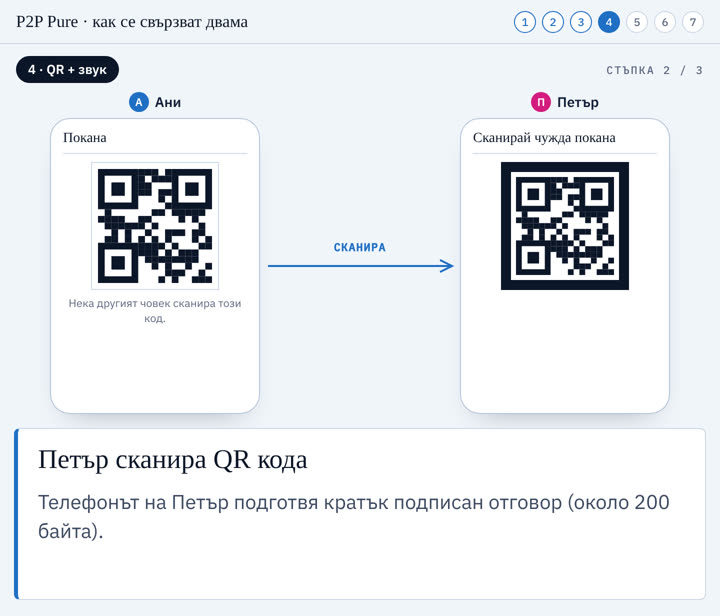 P2P Pure · как се свързват двама
1 2 3 4 5 6 7
4 · QR + звук
СТЪПКА 2 / 3
А Ани
П Петър
Покана
Сканирай чужда покана
СКАНИРА
Нека другият човек сканира този
код.
Петър сканира QR кода
Телефонът на Петър подготвя кратък подписан отговор (около 200
байта).